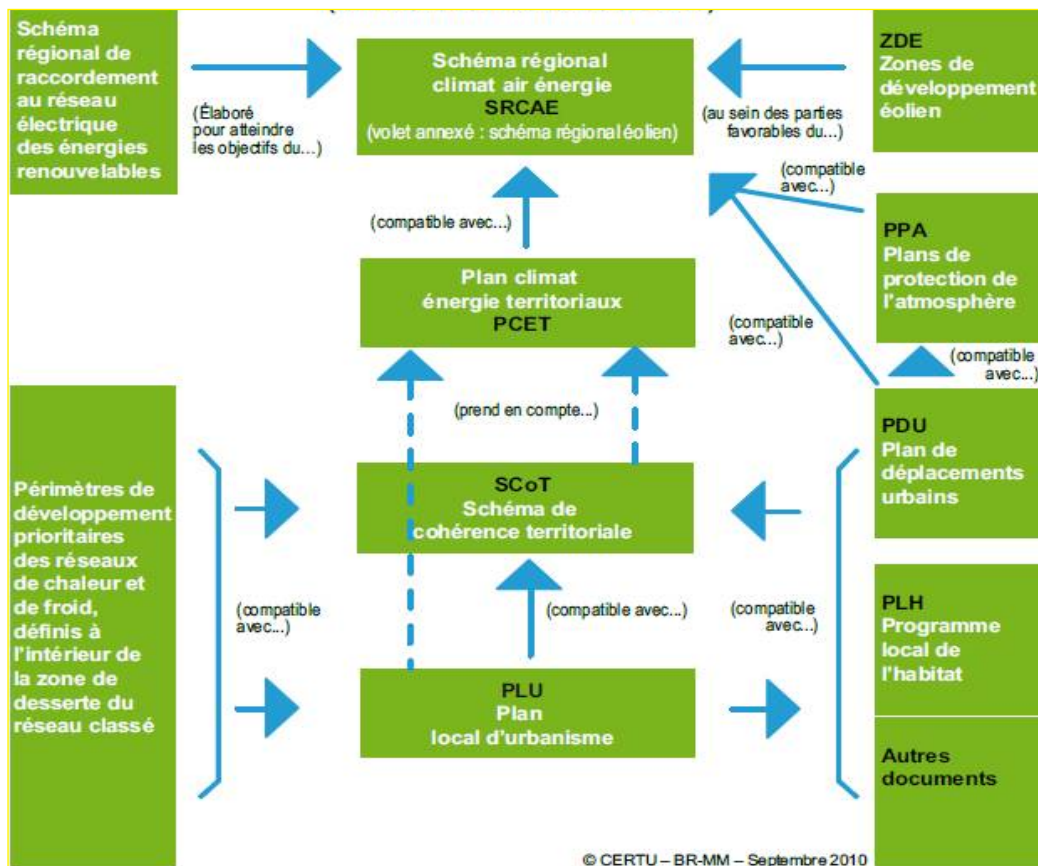 Schéma
régional de
raccordement
au réseau
électrique
des énergies
renouvelables
(Élaboré
pour atteindre
les objectifs du...)
Schéma régional
climat air énergie
SRCAE
(volet annexé : schéma régional éolien)
(au sein des parties
favorables du...)
ZDE
Zones de
développement
éolien
(compatible
avec...)
(compatible avec...)
PPA
Plans de
protection de
l'atmosphère
Plan climat
énergie territoriaux
PCET
(compatible
avec...)
(compatible
avec...)
(prend en compte...)
PDU
Plan de
déplacements
urbains
SCoT
Schéma de
cohérence territoriale
Périmètres de
développement
prioritaires
des réseaux
de chaleur et
de froid,
définis à
l'intérieur de
la zone de
desserte du
réseau classé
(compatible
avec...)
(compatible avec...)
(compatible
avec...)
PLH
Programme
local de
l'habitat
PLU
Plan
local d'urbanisme
Autres
documents
© CERTU – BR-MM – Septembre 2010